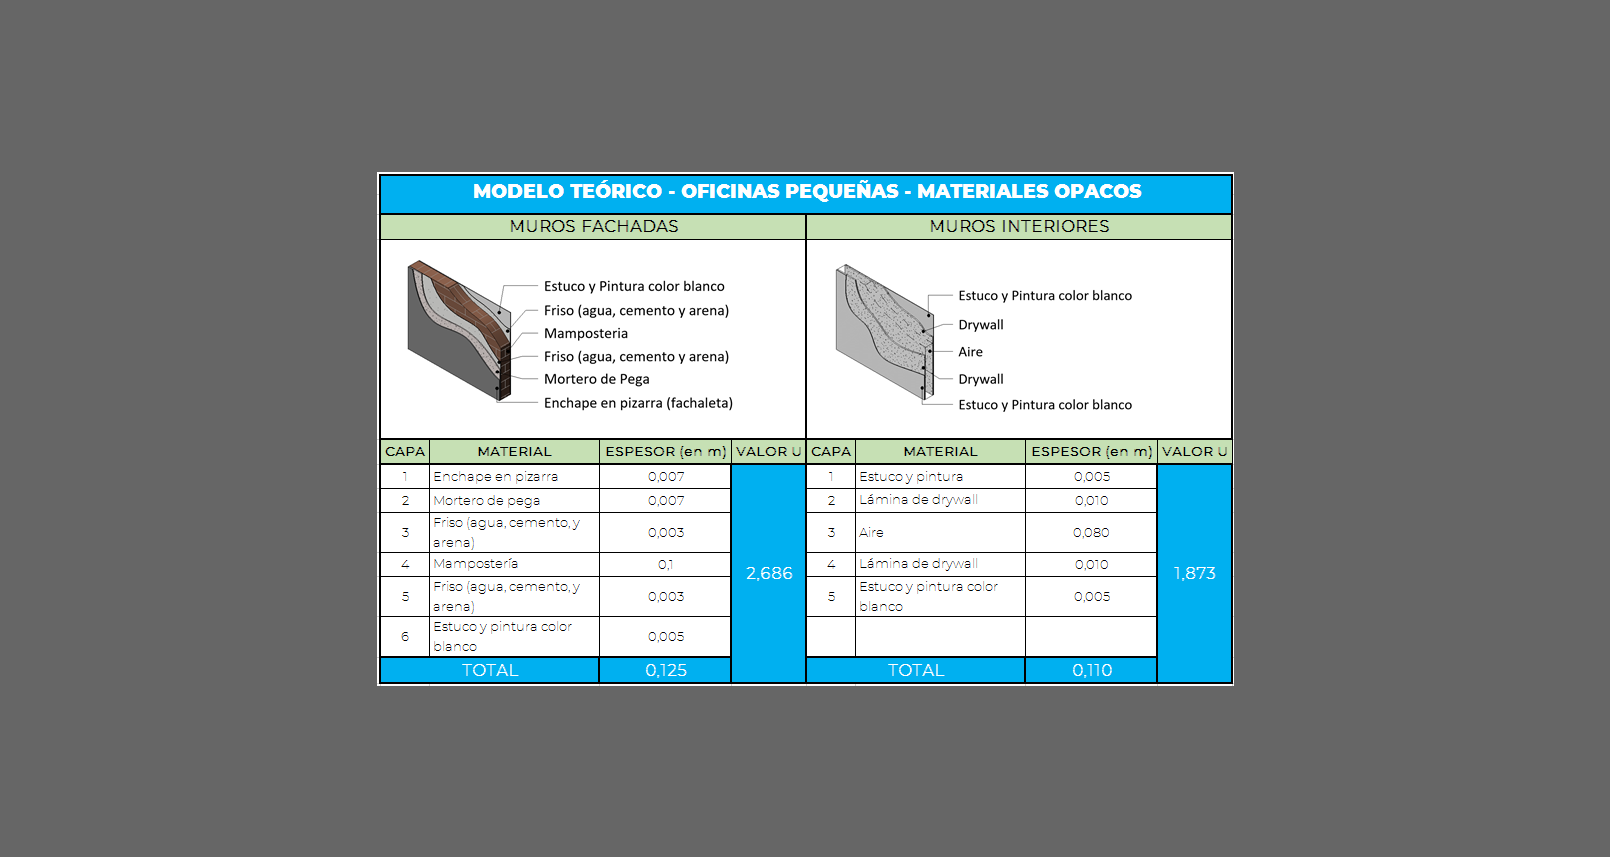 MODELO TEÓRICO - OFICINAS PEQUEÑAS - MATERIALES OPACOS
MUROS FACHADAS
Estuco y Pintura color blanco
Friso (agua, cemento y arena)
Mamposteria
Friso (agua, cemento y arena)
Mortero de Pega
Enchape en pizarra (fachaleta)
MUROS INTERIORES
Estuco y Pintura color blanco
Drywall
Aire
Drywall
Estuco y Pintura color blanco
CAPA MATERIAL ESPESOR (en m) VALOR U
1 Enchape en pizarra 0,007
2 Mortero de pega 0,007
3 Friso (agua, cemento, y
arena) 0,003
4 Mampostería 0,1
5 Friso (agua, cemento, y
arena) 0,003
6 Estuco y pintura color
blanco 0,005
2,686
TOTAL 0,125
CAPA MATERIAL ESPESOR (en m) VALOR U
1 Estuco y pintura 0,005
2 Lámina de drywall 0,010
3 Aire 0,080
4 Lámina de drywall 0,010
5 Estuco y pintura color
blanco 0,005
1,873
TOTAL 0,110